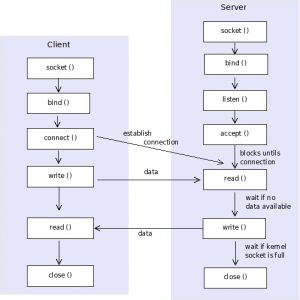 Client
socket ()
bind ()
connect ()
write ()
read ()
close ()
establish
connection
data
data
Server
socket ()
bind ()
listen ()
accept ()
blocks untils
connection
read ()
wait if no
data available
write ()
wait if kernel
socket is full
close ()